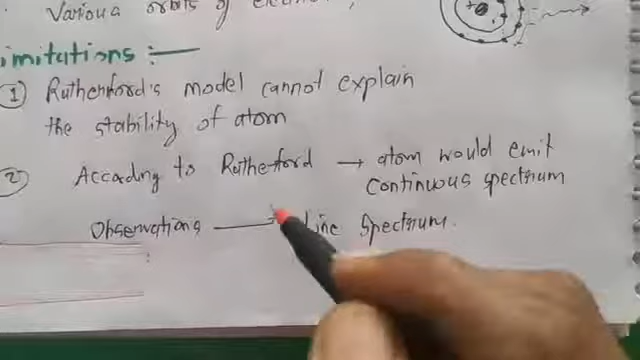 Various orbits of
imitations :—
① Rutherford's model cannot explain
the stability of atom
② According to Rutherford → atom would emit
continuous spectrum
Observations → Line Spectrum.